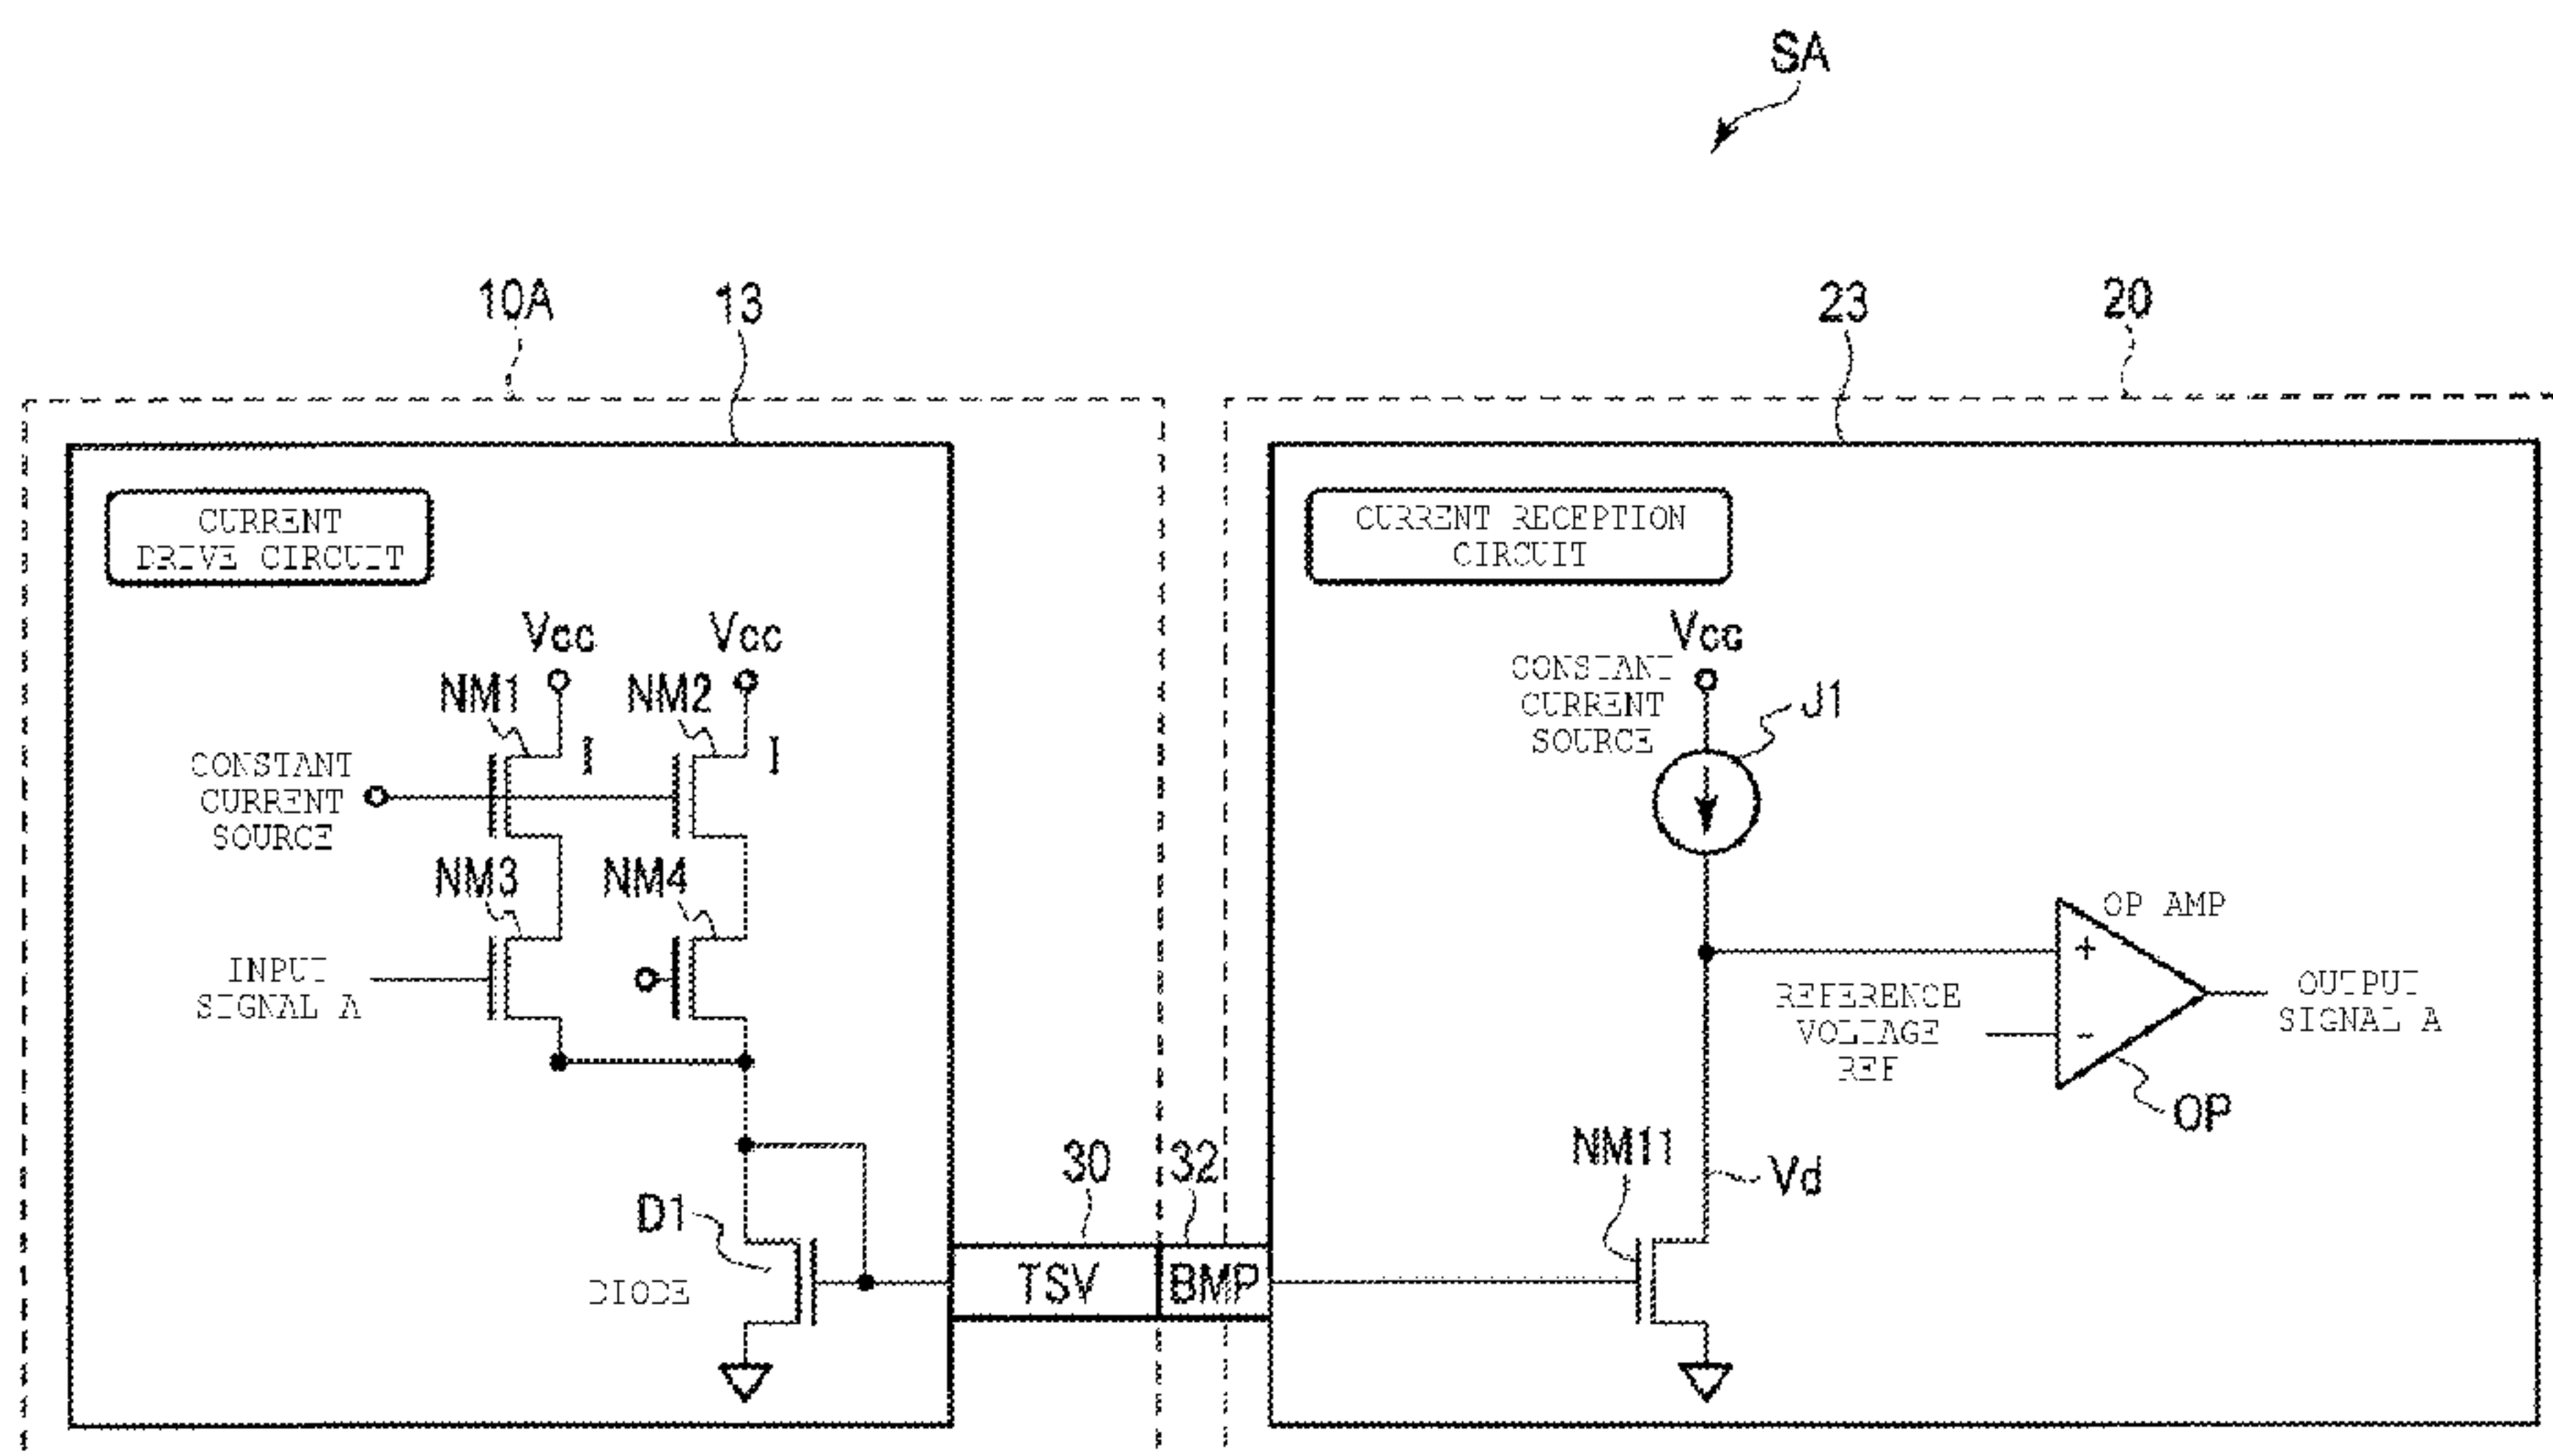 SA
10A
13
23
20
CURRENT
DRIVE CIRCUIT
CURRENT RECEPTION
CIRCUIT
Vcc
Vcc
NM1
NM2
I
I
CONSTANT
CURRENT
SOURCE
NM3
NM4
INPUT
SIGNAL A
D1
DIODE
30
32
TSV
BMP
Vcc
CONSTANT
CURRENT
SOURCE
J1
OP AMP
+
-
REFERENCE
VOLTAGE
REF
OUTPUT
SIGNAL A
OP
NM11
Vd